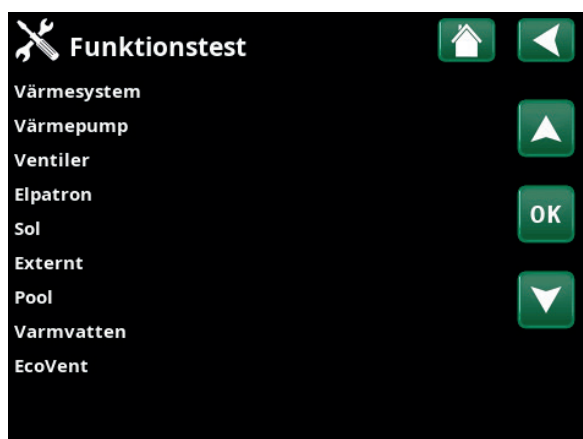 Funktionstest
Värmesystem
Värmepump
Ventiler
Elpatron
OK
Sol
Externt
Pool
Varmvatten
EcoVent